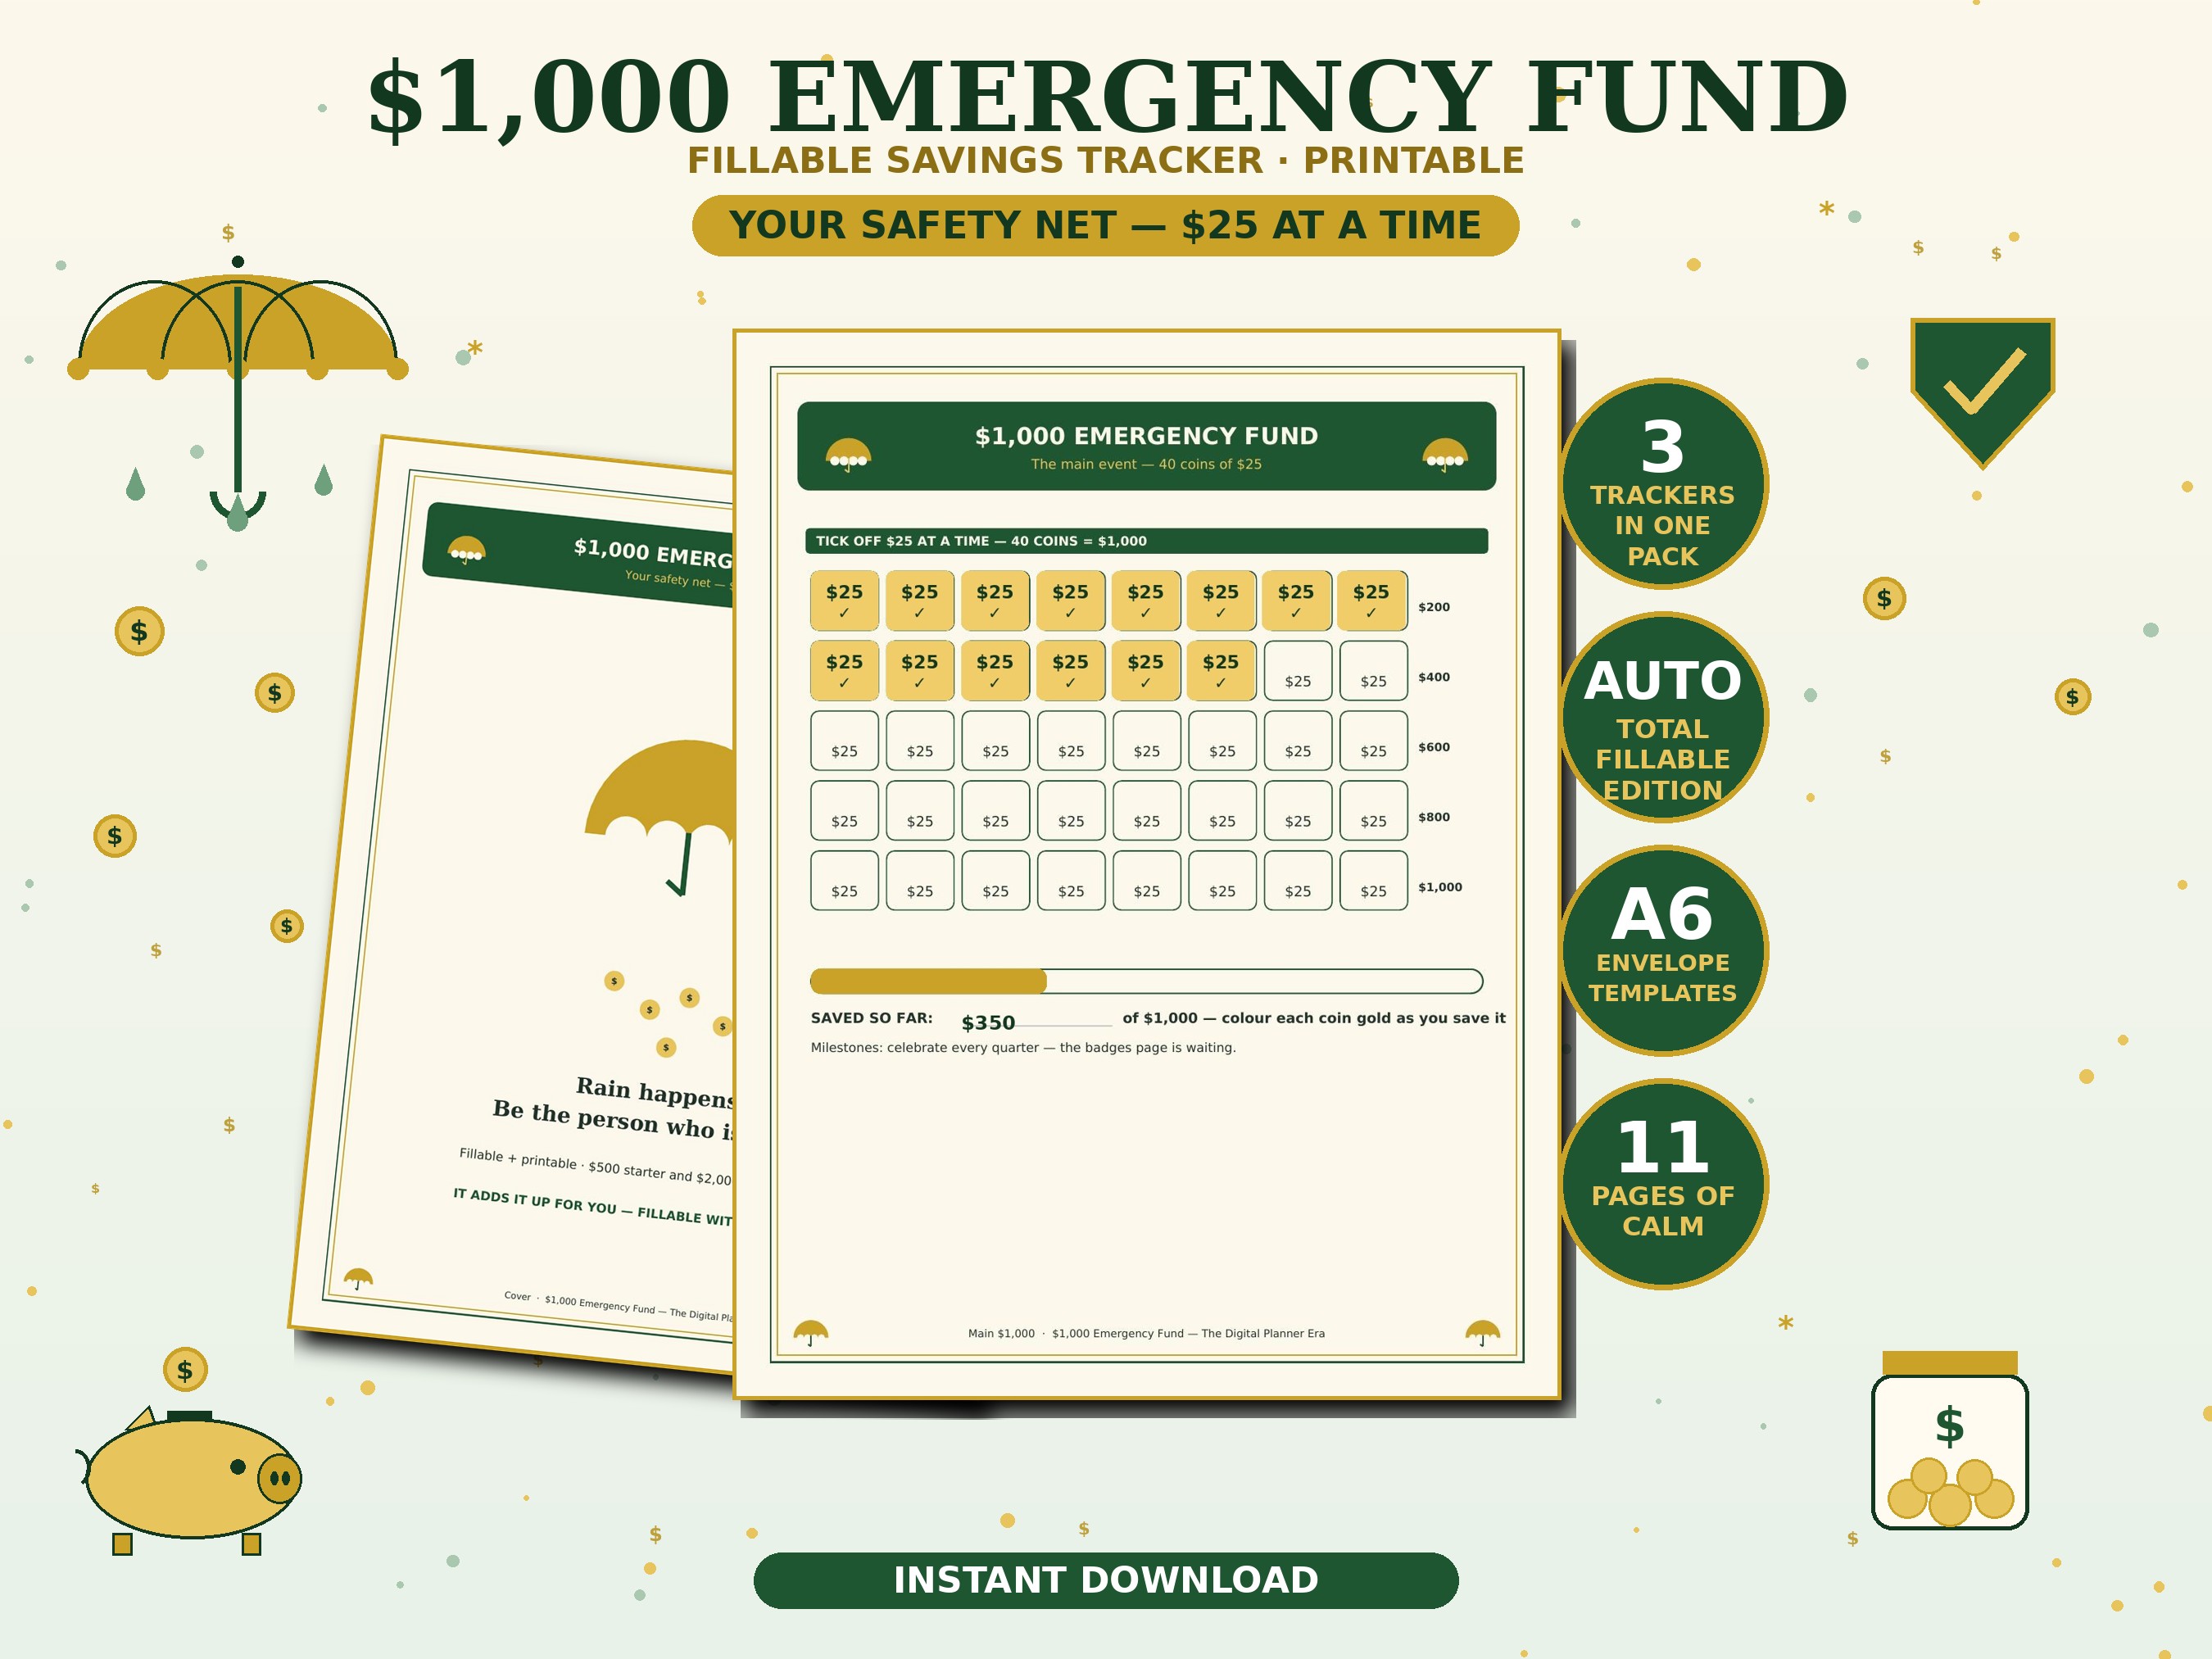 $1,000 EMERGENCY FUND
FILLABLE SAVINGS TRACKER · PRINTABLE
YOUR SAFETY NET — $25 AT A TIME
$1,000 EMERG
Your safety net —
Rain happens
Be the person who is
Fillable + printable · $500 starter and $2,00
IT ADDS IT UP FOR YOU — FILLABLE WIT
Cover · $1,000 Emergency Fund — The Digital Pla
$1,000 EMERGENCY FUND
The main event — 40 coins of $25
TICK OFF $25 AT A TIME — 40 COINS = $1,000
$25 $25 $25 $25 $25 $25 $25 $25 $200
✓ ✓ ✓ ✓ ✓ ✓ ✓ ✓
$25 $25 $25 $25 $25 $25 $25 $25 $400
✓ ✓ ✓ ✓ ✓ ✓
$25 $25 $25 $25 $25 $25 $25 $25 $600
$25 $25 $25 $25 $25 $25 $25 $25 $800
$25 $25 $25 $25 $25 $25 $25 $25 $1,000
SAVED SO FAR: $350 of $1,000 — colour each coin gold as you save it
Milestones: celebrate every quarter — the badges page is waiting.
Main $1,000 · $1,000 Emergency Fund — The Digital Planner Era
3
TRACKERS
IN ONE
PACK
AUTO
TOTAL
FILLABLE
EDITION
A6
ENVELOPE
TEMPLATES
11
PAGES OF
CALM
INSTANT DOWNLOAD